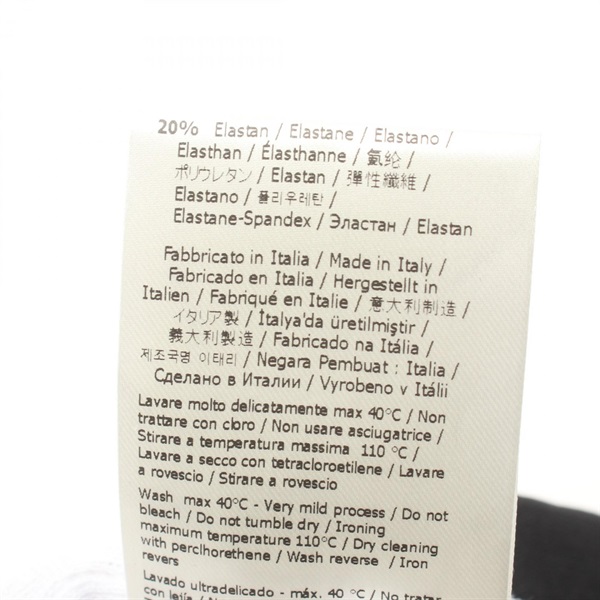 20% Elastan / Elastane / Elastano /
Elasthan / Élasthanne / 氨纶 /
ポリウレタン / Elastan / 彈性纖維 /
Elastano / 폴리우레탄 /
Elastane-Spandex / Эластан / Elastan
Fabbricato in Italia / Made in Italy /
Fabricado en Italia / Hergestellt in
Italien / Fabriqué en Italie / 意大利制造 /
イタリア製 / İtalya'da üretilmiştir /
義大利製造 / Fabricado na Itália /
제조국명 이태리 / Negara Pembuat : Italia /
Сделано в Италии / Vyrobeno v Itálii
Lavare molto delicatamente max 40°C / Non
trattare con cloro / Non usare asciugatrice /
Stirare a temperatura massima 110 °C /
Lavare a secco con tetracloroetilene / Lavare
a rovescio / Stirare a rovescio
Wash max 40°C - Very mild process / Do not
bleach / Do not tumble dry / Ironing
maximum temperature 110°C / Dry cleaning
with perclhorethene / Wash reverse / Iron
revers
Lavado ultradelicado - máx. 40 °C / No tratar
con lejía / No